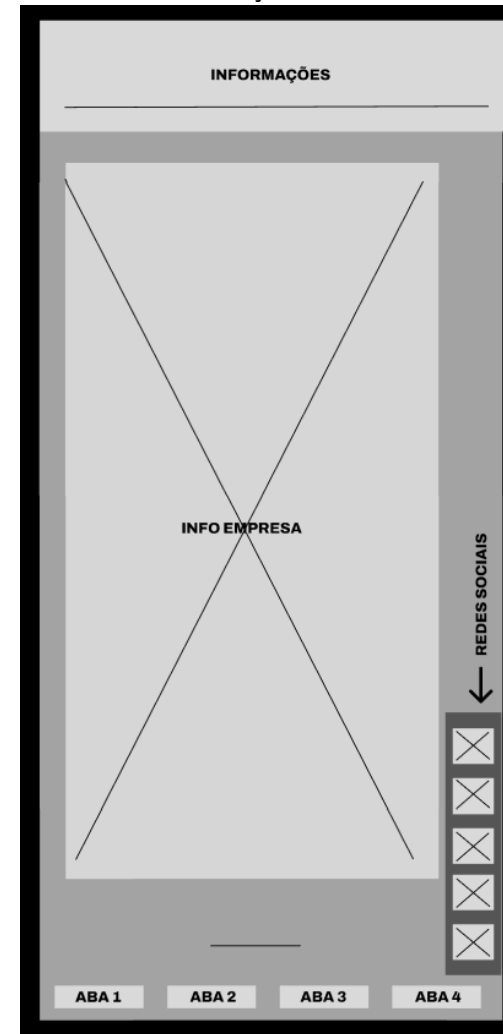 INFORMAÇÕES
INFO EMPRESA
REDES SOCIAIS
ABA 1
ABA 2
ABA 3
ABA 4